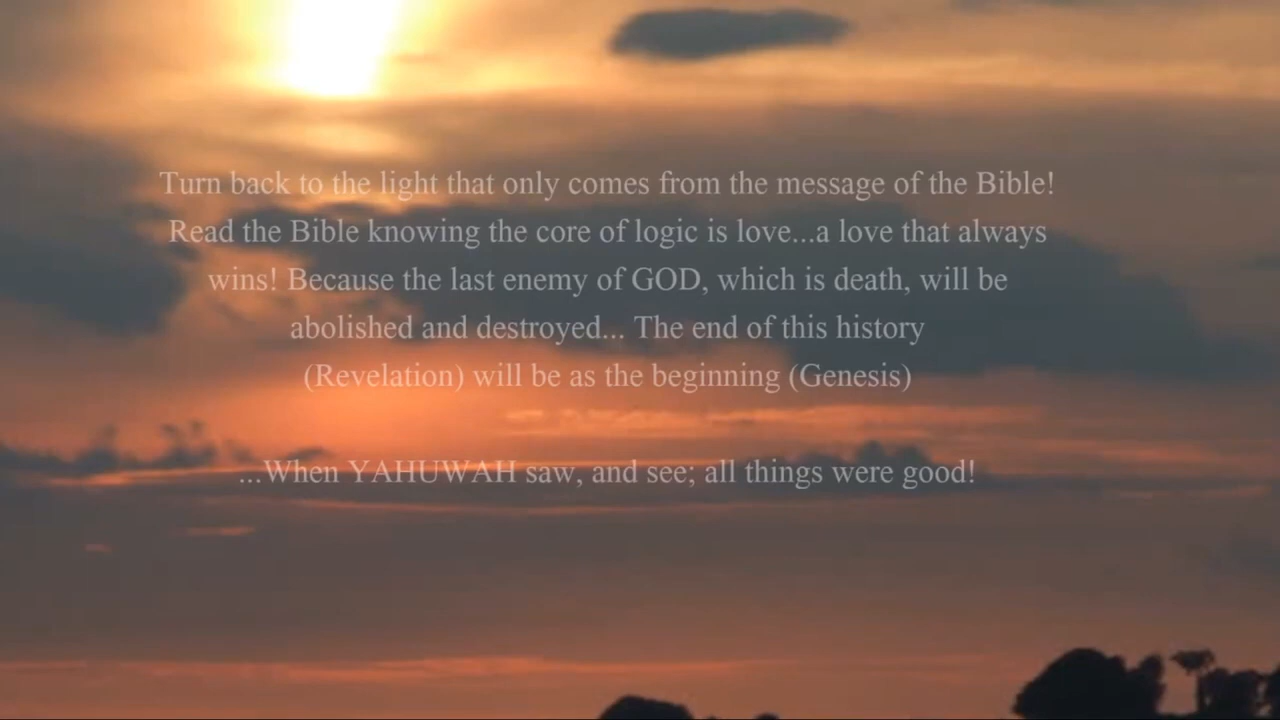 Turn back to the light that only comes from the message of the Bible!
Read the Bible knowing the core of logic is love...a love that always
wins! Because the last enemy of GOD, which is death, will be
abolished and destroyed... The end of this history
(Revelation) will be as the beginning (Genesis)
...When YAHUWAH saw, and see; all things were good!